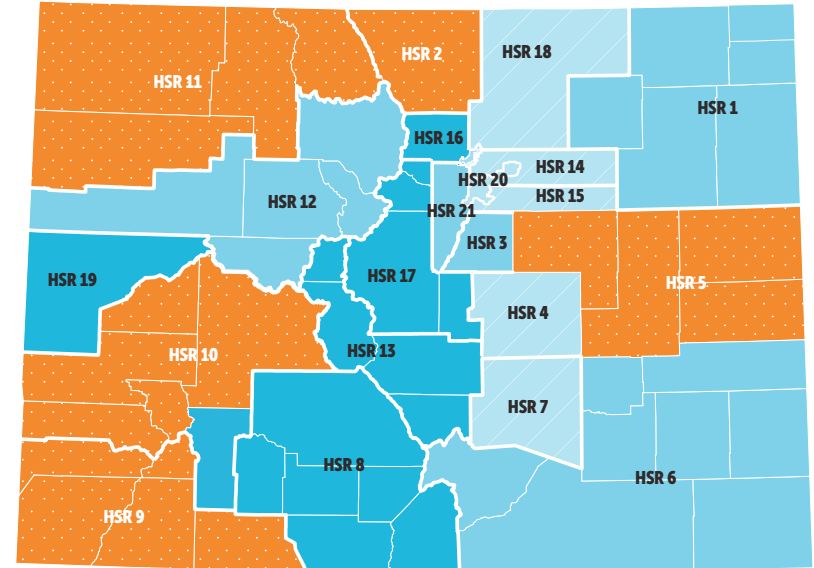 HSR 2
HSR 18
HSR 11
HSR 1
HSR 16
HSR 14
HSR 20
HSR 15
HSR 12
HSR 21
HSR 3
HSR 19
HSR 17
HSR 5
HSR 4
HSR 10
HSR 13
HSR 7
HSR 8
HSR 6
HSR 9